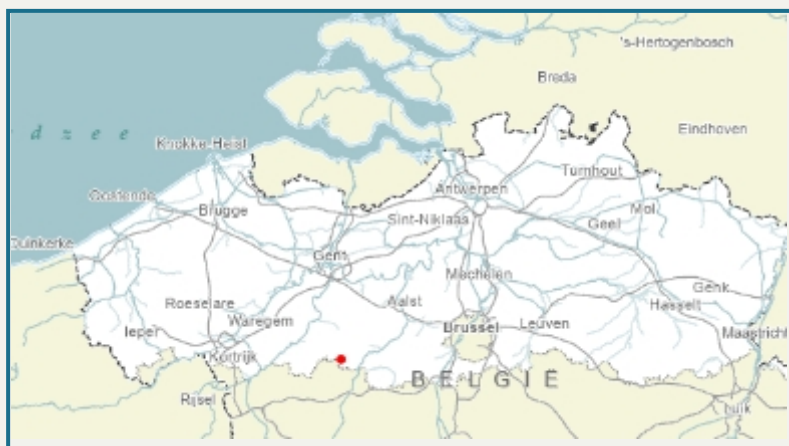 's-Hertogenbosch
Breda
Eindhoven
d z e e
Knokke-Heist
Turnhout
Antwerpen
Oostende
Brugge
Mol
Sint-Niklaas
Geel
Duinkerke
Gent
Mechelen
Genk
Roeselare
Aalst
Hasselt
Waregem
Ieper
Brussel
Leuven
Maastricht
Kortrijk
BELGIË
Rijsel
Luik